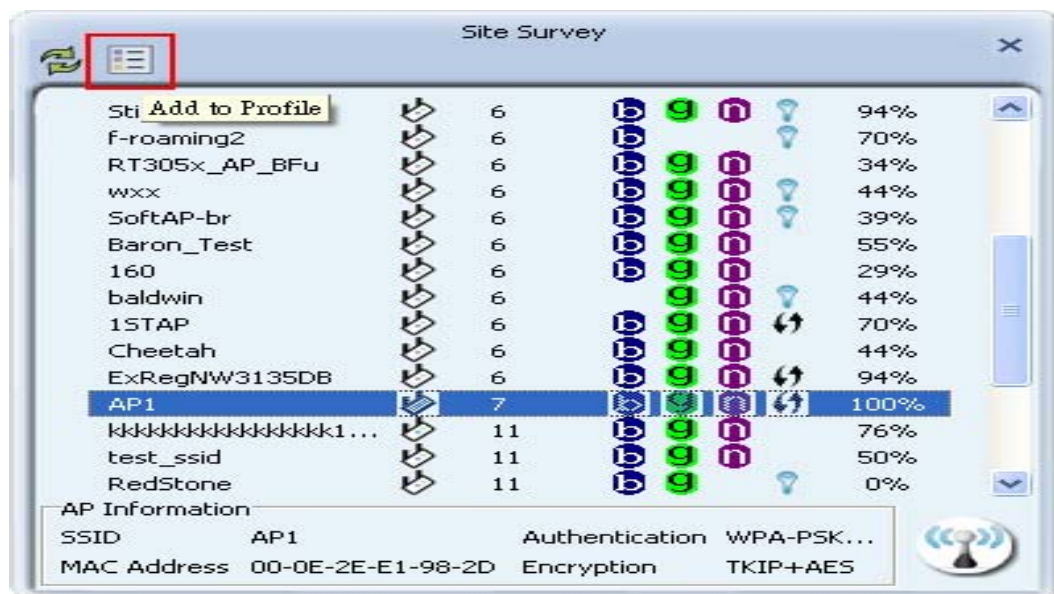 Site Survey
Add to Profile
Sti 6 b g n 94%
f-roaming2 6 b 70%
RT305x_AP_BFu 6 b g n 34%
wxx 6 b g n 44%
SoftAP-br 6 b g n 39%
Baron_Test 6 b g n 55%
160 6 b g n 29%
baldwin 6 g n 44%
1STAP 6 b g n 70%
Cheetah 6 b g n 44%
ExRegNW3135DB 6 b g n 94%
AP1 7 b g n 100%
kkkkkkkkkkkkkkkkk1... 11 b g n 76%
test_ssid 11 b g n 50%
RedStone 11 b g 0%
AP Information
SSID AP1 Authentication WPA-PSK...
MAC Address 00-0E-2E-E1-98-2D Encryption TKIP+AES